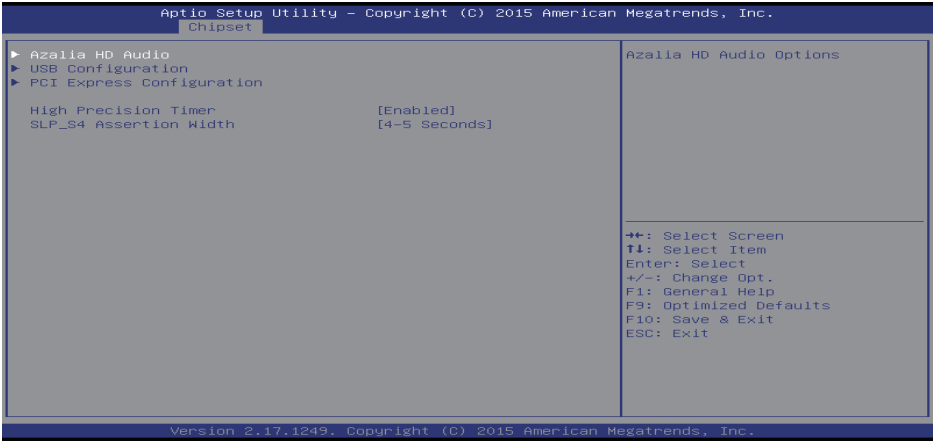 Aptio Setup Utility – Copyright (C) 2015 American Megatrends, Inc.
Chipset
▶ Azalia HD Audio
▶ USB Configuration
▶ PCI Express Configuration
High Precision Timer [Enabled]
SLP_S4 Assertion Width [4-5 Seconds]
Azalia HD Audio Options
→←: Select Screen
↑↓: Select Item
Enter: Select
+/-: Change Opt.
F1: General Help
F9: Optimized Defaults
F10: Save & Exit
ESC: Exit
Version 2.17.1249. Copyright (C) 2015 American Megatrends, Inc.